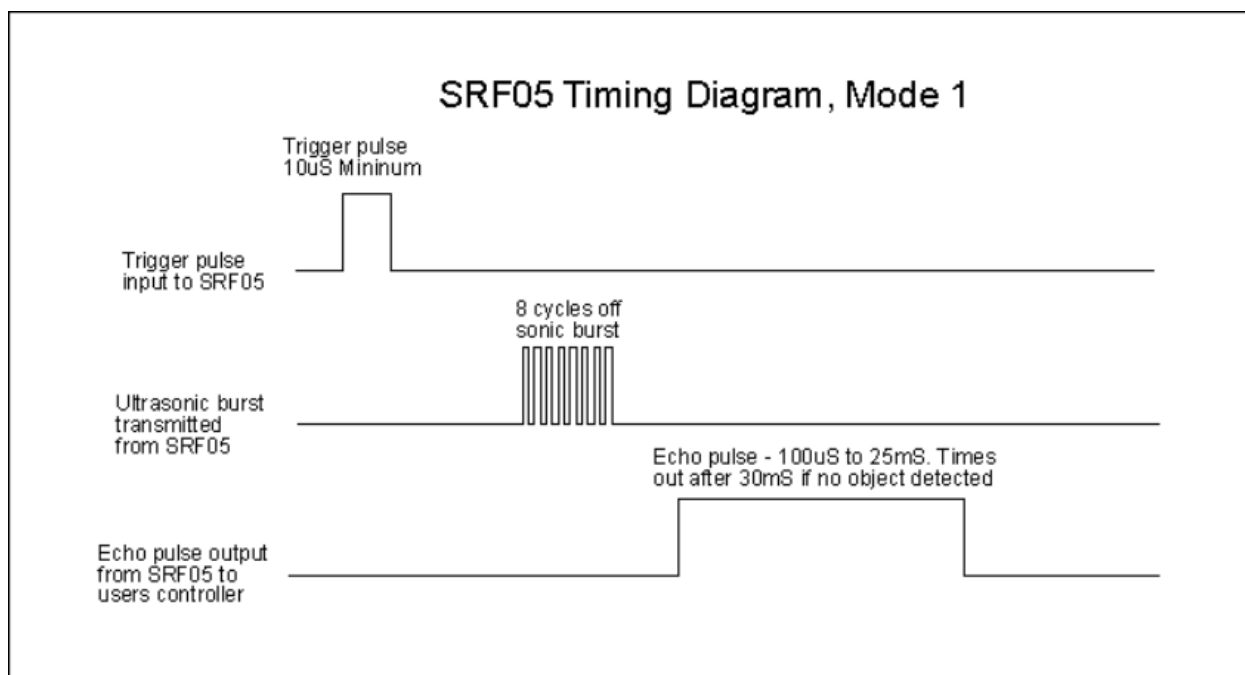 SRF05 Timing Diagram, Mode 1
Trigger pulse
10uS Mininum
Trigger pulse
input to SRF05
8 cycles off
sonic burst
Ultrasonic burst
transmitted
from SRF05
Echo pulse - 100uS to 25mS. Times
out after 30mS if no object detected
Echo pulse output
from SRF05 to
users controller